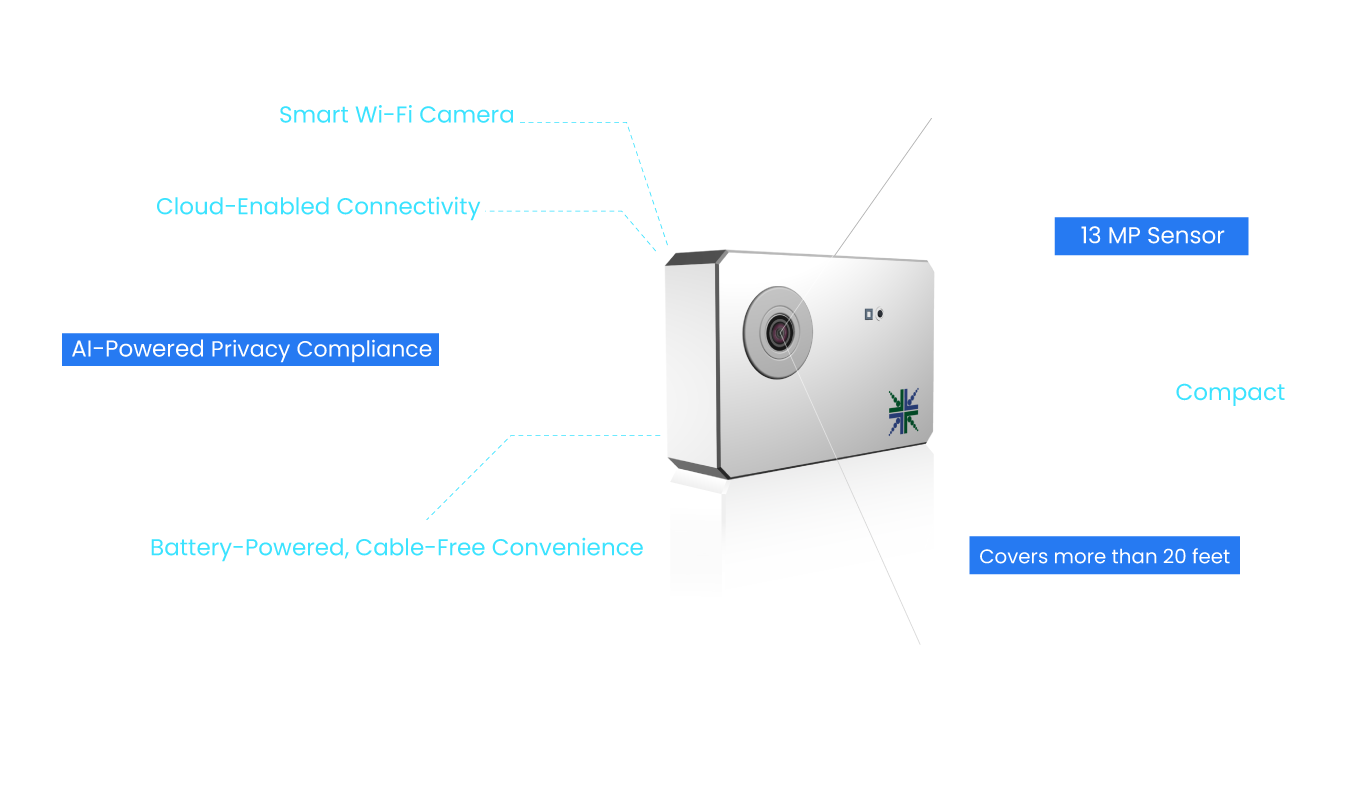 Smart Wi-Fi Camera
Cloud-Enabled Connectivity
13 MP Sensor
AI-Powered Privacy Compliance
Compact
Battery-Powered, Cable-Free Convenience
Covers more than 20 feet